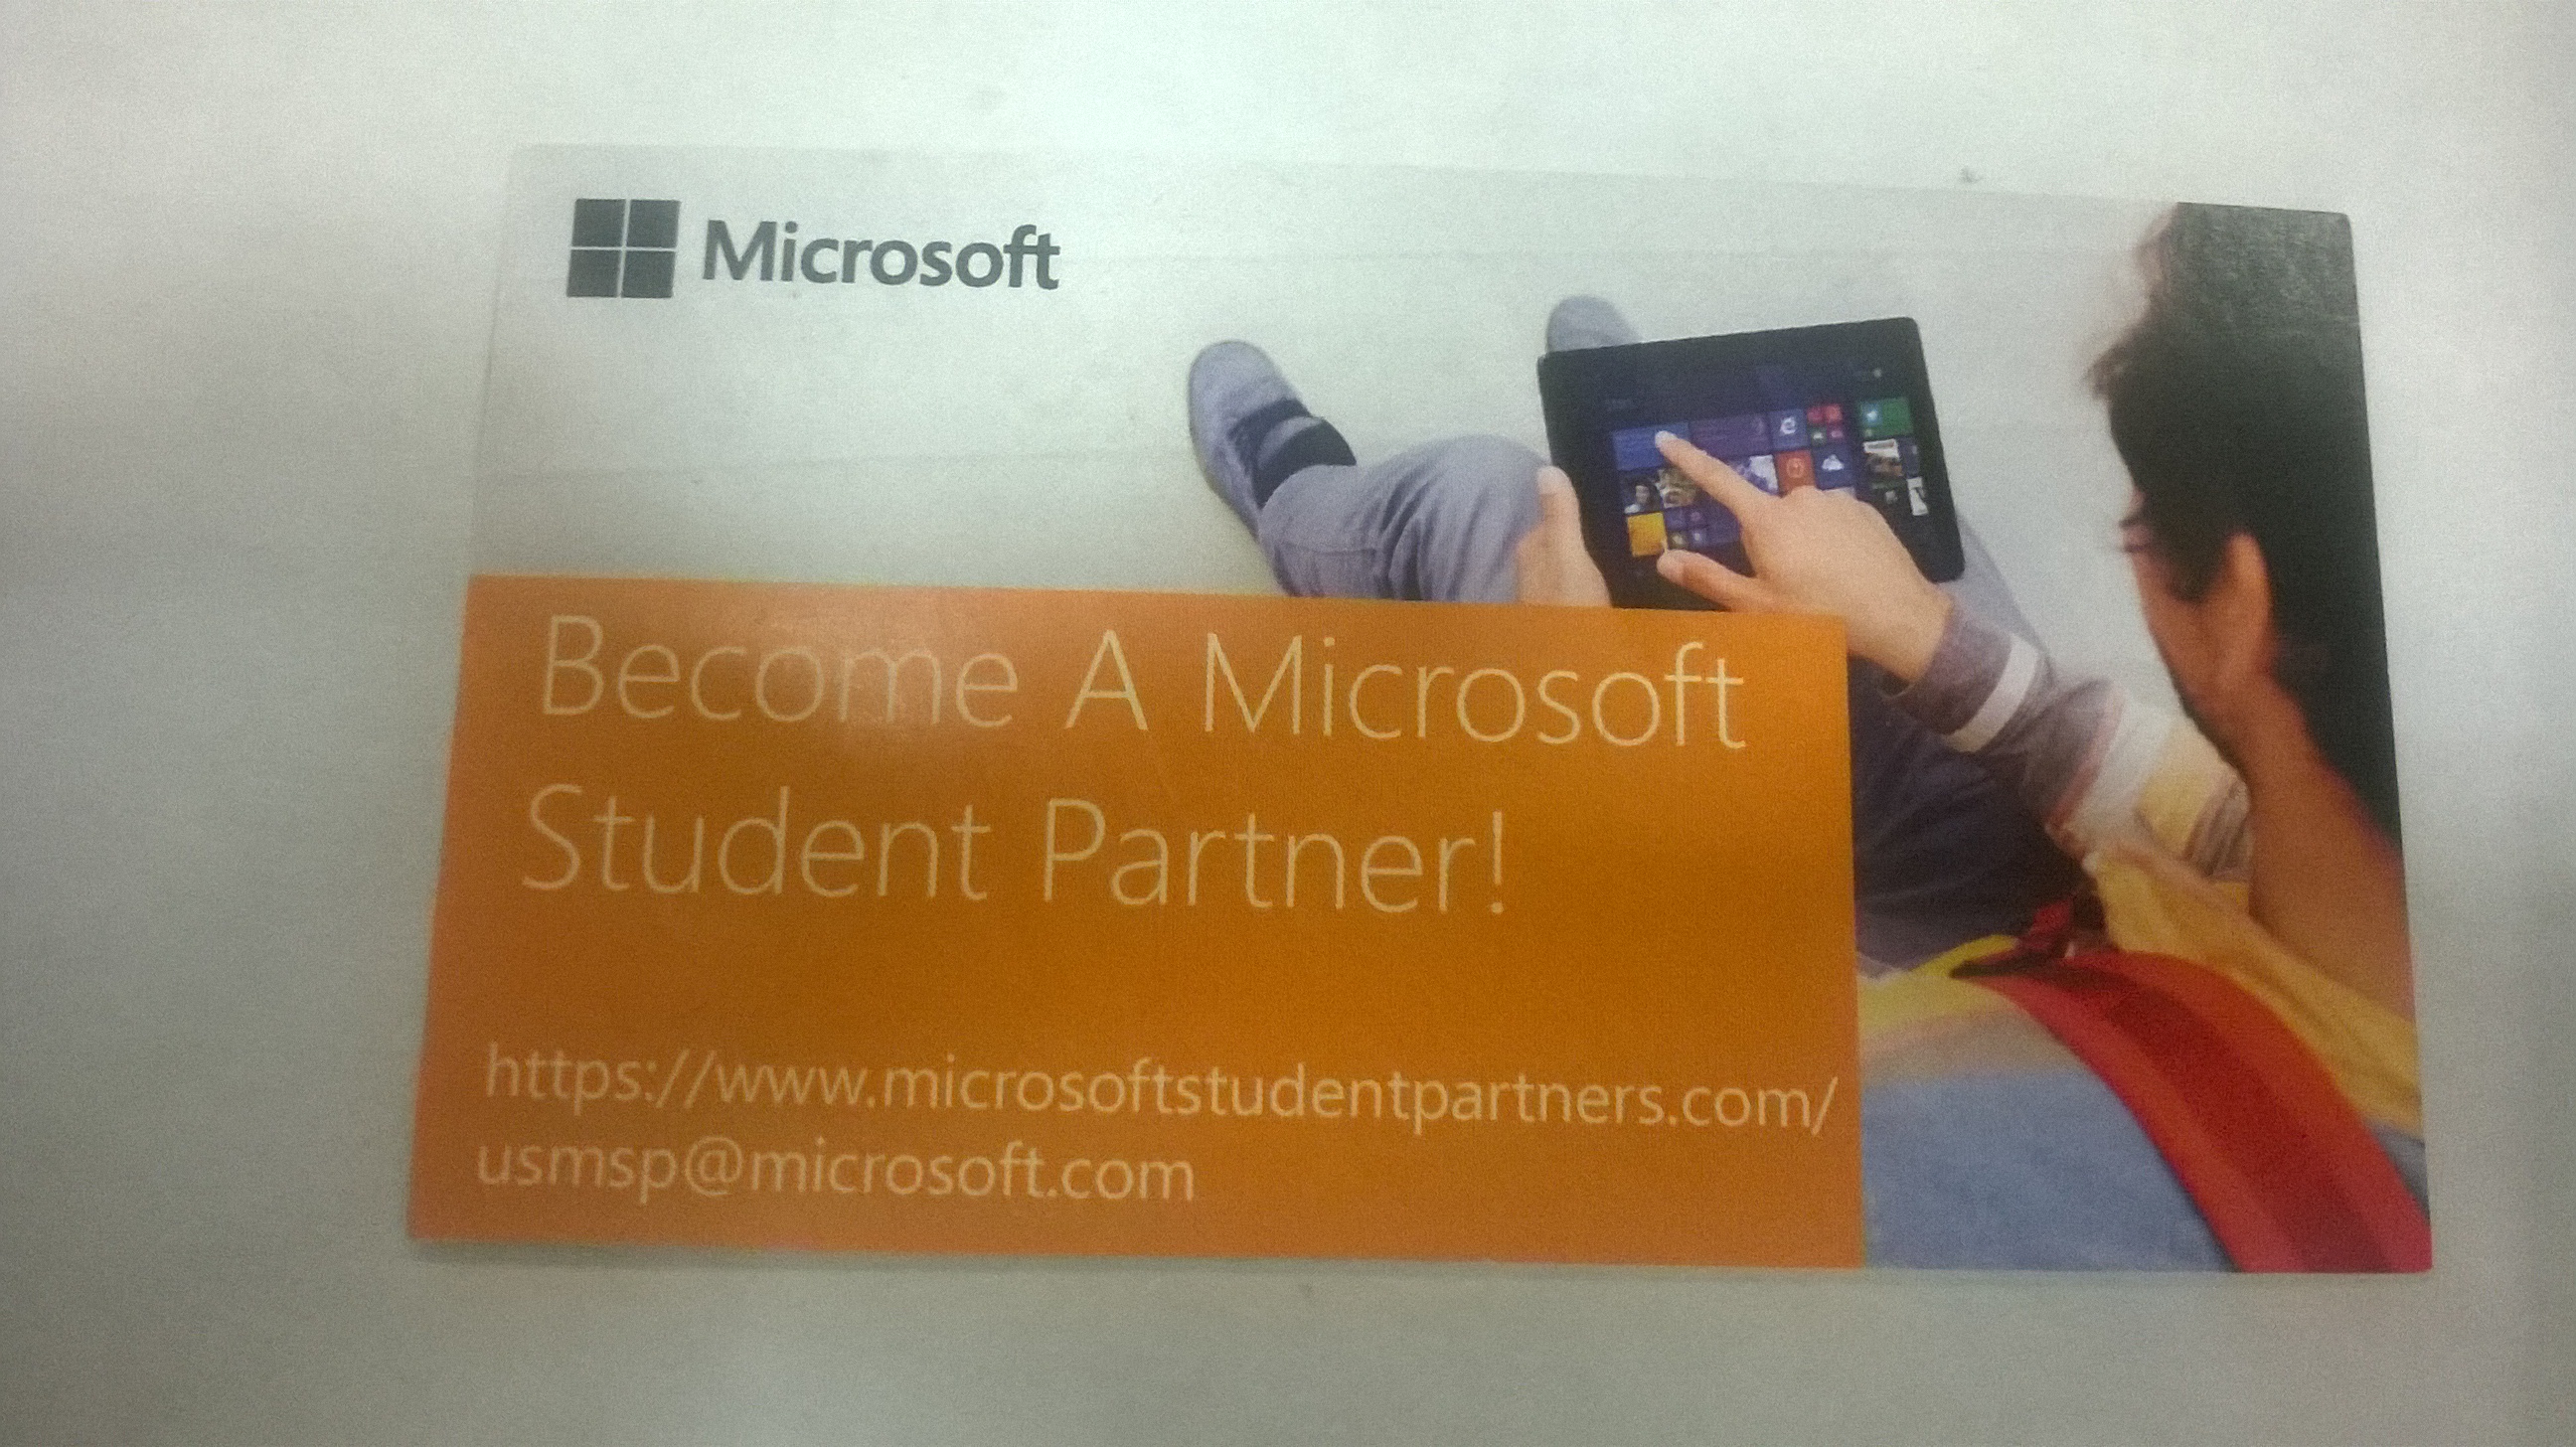 Microsoft
Become A Microsoft
Student Partner!
https://www.microsoftstudentpartners.com/
usmsp@microsoft.com